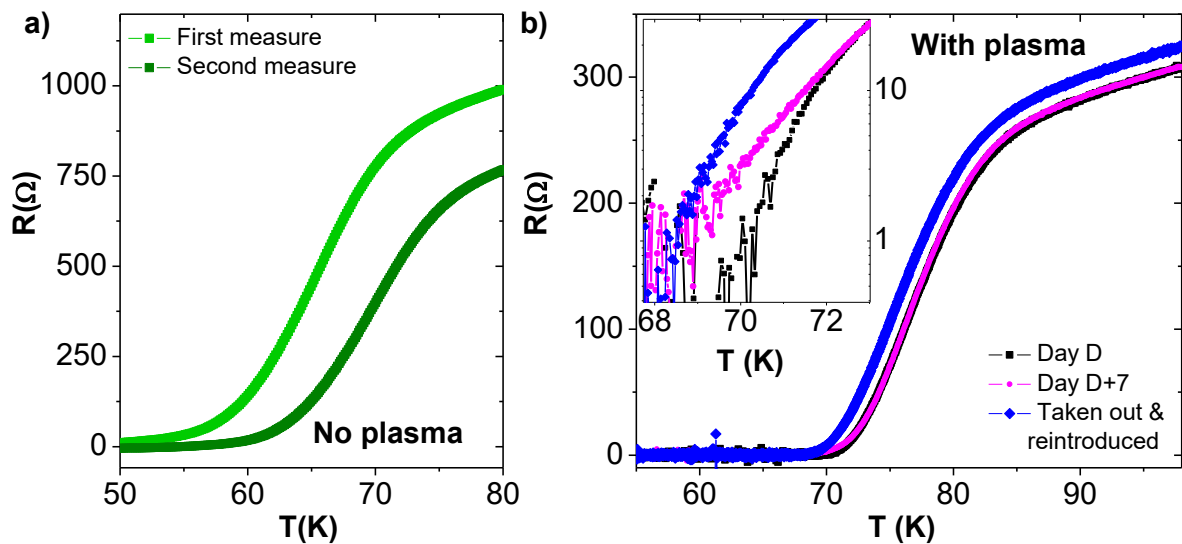 a)
First measure
Second measure
1000
750
500
250
0
R(Ω)
No plasma
50
60
70
80
T(K)
b)
With plasma
300
200
100
0
R(Ω)
10
1
68
70
72
T (K)
Day D
Day D+7
Taken out &
reintroduced
60
70
80
90
T (K)